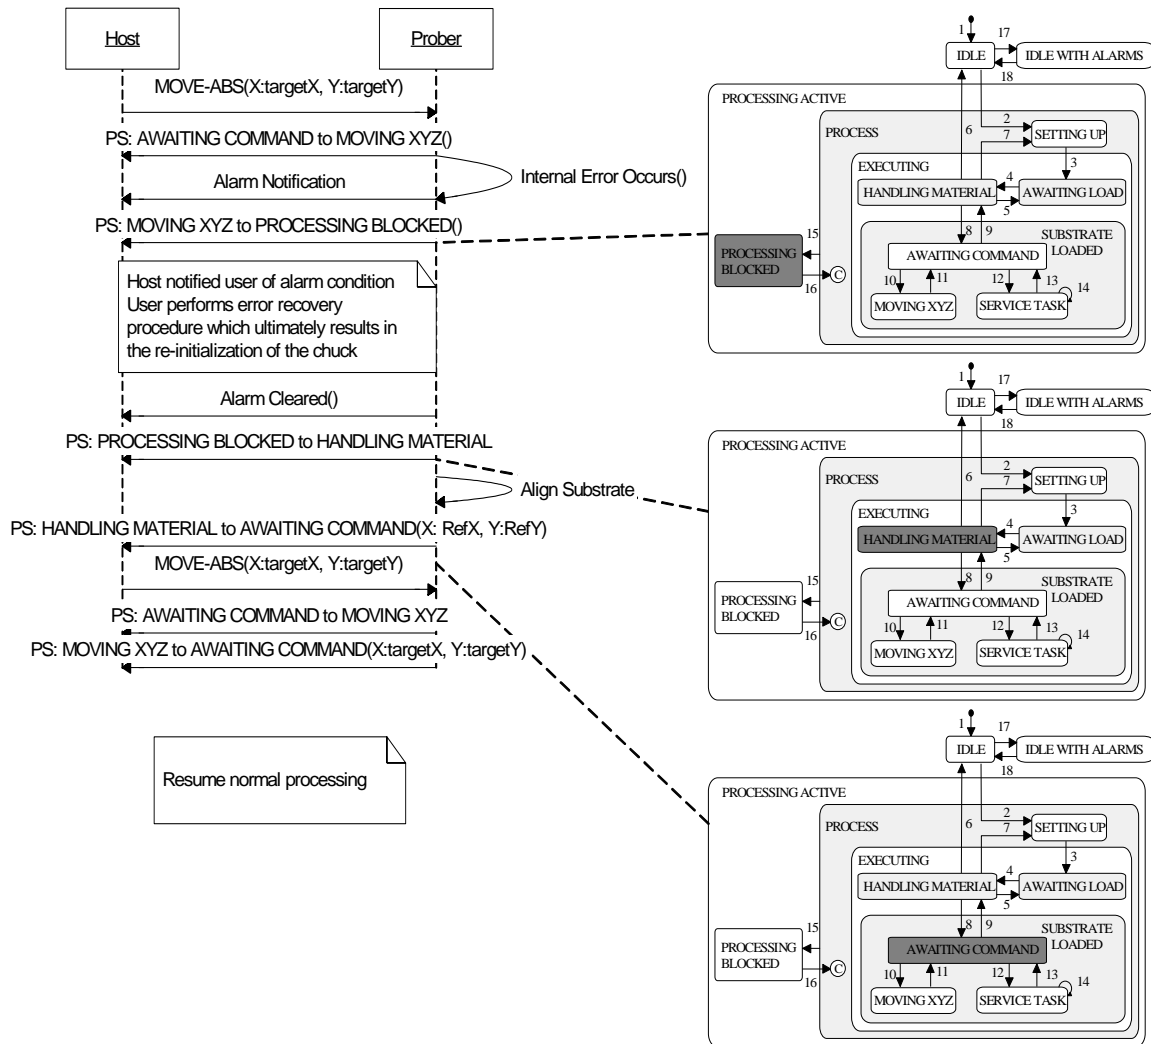 Host
Prober
MOVE-ABS(X:targetX, Y:targetY)
PS: AWAITING COMMAND to MOVING XYZ()
Internal Error Occurs()
Alarm Notification
PS: MOVING XYZ to PROCESSING BLOCKED()
Host notified user of alarm condition
User performs error recovery
procedure which ultimately results in
the re-initialization of the chuck
Alarm Cleared()
PS: PROCESSING BLOCKED to HANDLING MATERIAL
Align Substrate
PS: HANDLING MATERIAL to AWAITING COMMAND(X: RefX, Y:RefY)
MOVE-ABS(X:targetX, Y:targetY)
PS: AWAITING COMMAND to MOVING XYZ
PS: MOVING XYZ to AWAITING COMMAND(X:targetX, Y:targetY)
Resume normal processing
1
17
IDLE
IDLE WITH ALARMS
18
PROCESSING ACTIVE
PROCESS
6
2
7
SETTING UP
3
EXECUTING
HANDLING MATERIAL
4
5
AWAITING LOAD
8
9
SUBSTRATE
LOADED
15
PROCESSING
BLOCKED
16
C
AWAITING COMMAND
10
11
12
13
14
MOVING XYZ
SERVICE TASK
1
17
IDLE
IDLE WITH ALARMS
18
PROCESSING ACTIVE
PROCESS
6
2
7
SETTING UP
3
EXECUTING
HANDLING MATERIAL
4
5
AWAITING LOAD
8
9
SUBSTRATE
LOADED
15
PROCESSING
BLOCKED
16
C
AWAITING COMMAND
10
11
12
13
14
MOVING XYZ
SERVICE TASK
1
17
IDLE
IDLE WITH ALARMS
18
PROCESSING ACTIVE
PROCESS
6
2
7
SETTING UP
3
EXECUTING
HANDLING MATERIAL
4
5
AWAITING LOAD
8
9
SUBSTRATE
LOADED
15
PROCESSING
BLOCKED
16
C
AWAITING COMMAND
10
11
12
13
14
MOVING XYZ
SERVICE TASK